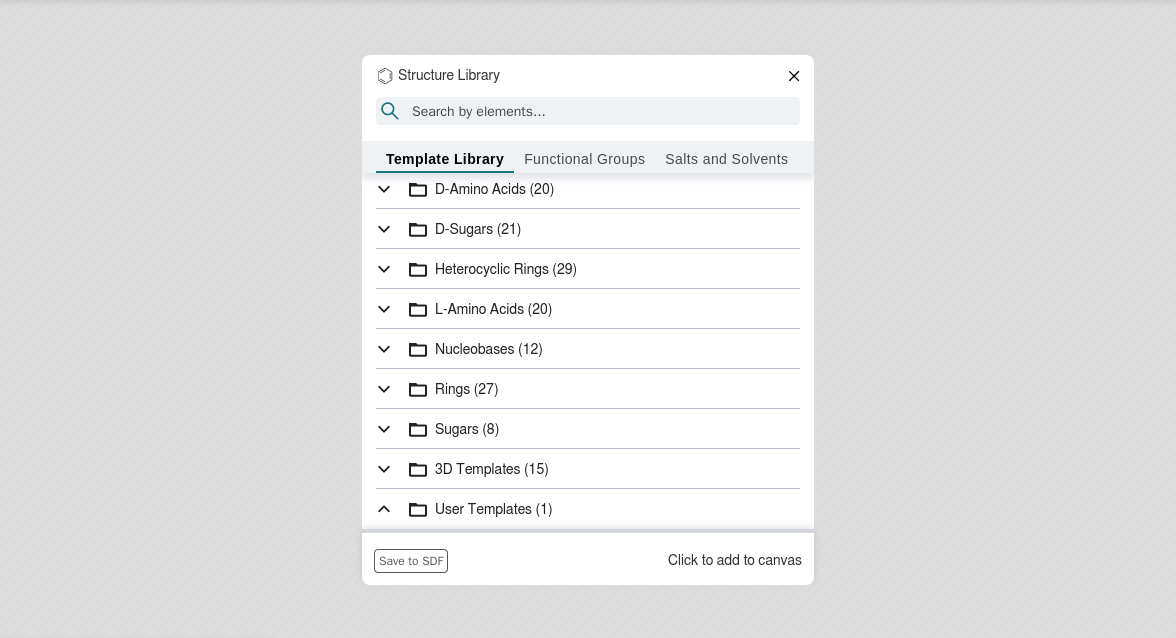 Structure Library
Search by elements...
Template Library Functional Groups Salts and Solvents
D-Amino Acids (20)
D-Sugars (21)
Heterocyclic Rings (29)
L-Amino Acids (20)
Nucleobases (12)
Rings (27)
Sugars (8)
3D Templates (15)
User Templates (1)
Save to SDF Click to add to canvas